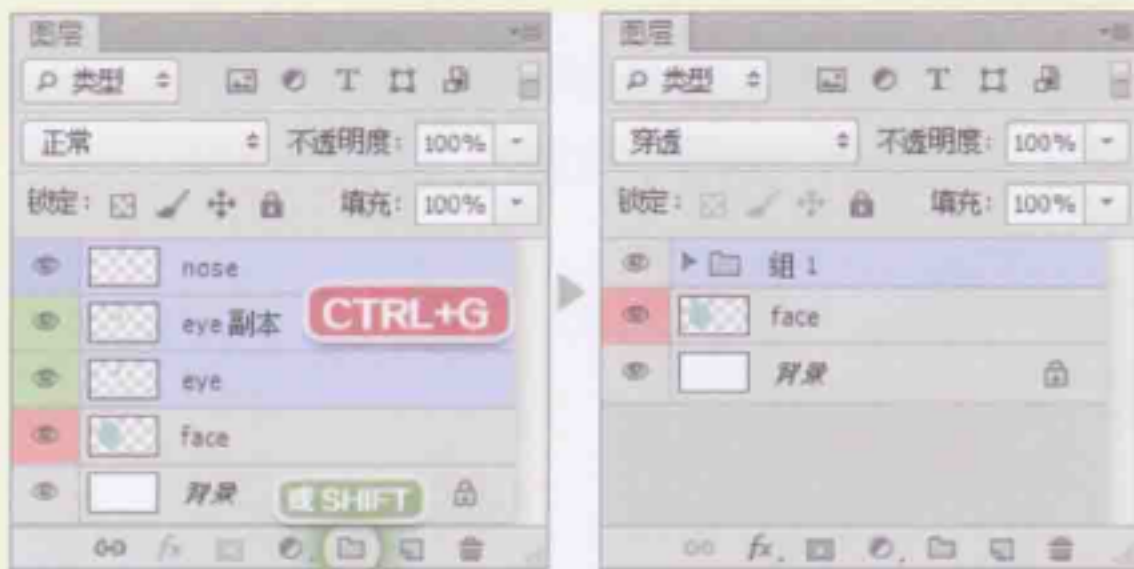 图层
类型 T
正常 不透明度: 100%
锁定: 填充: 100%
nose
eye 副本
CTRL+G
eye
face
背景
或 SHIFT
fx
图层
类型 T
穿透 不透明度: 100%
锁定: 填充: 100%
组 1
face
背景
fx.